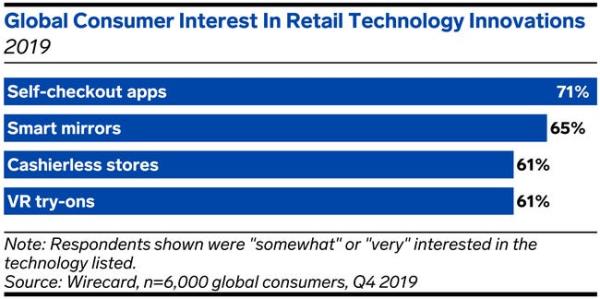 Global Consumer Interest In Retail Technology Innovations
2019
Self-checkout apps 71%
Smart mirrors 65%
Cashierless stores 61%
VR try-ons 61%
Note: Respondents shown were "somewhat" or "very" interested in the
technology listed.
Source: Wirecard, n=6,000 global consumers, Q4 2019